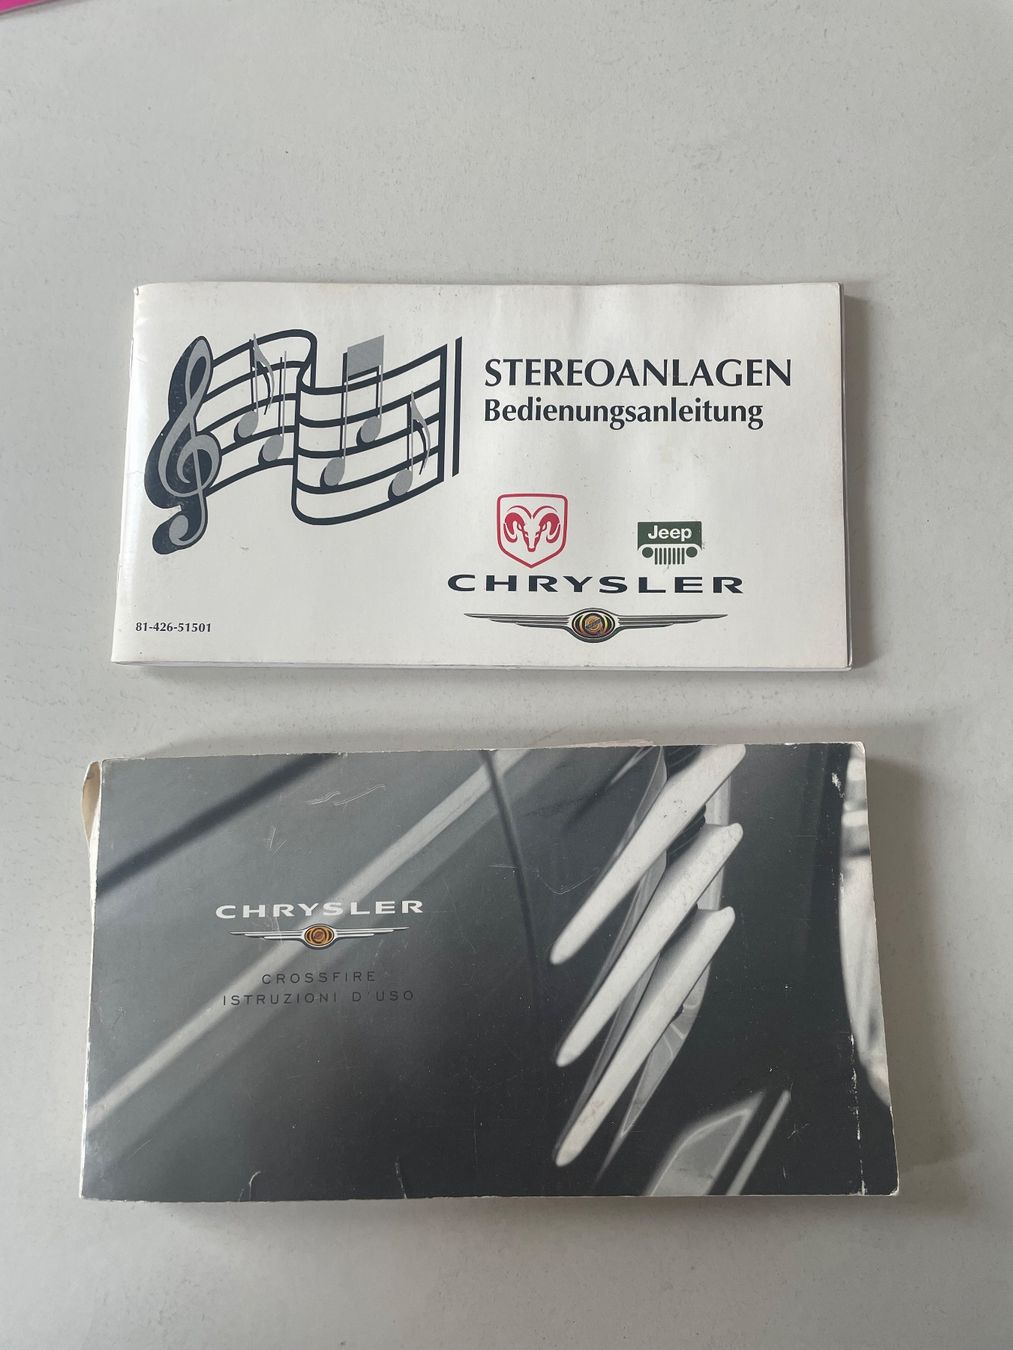 STEREOANLAGEN
Bedienungsanleitung
Jeep
CHRYSLER
81-426-51501
CHRYSLER
CROSSFIRE
ISTRUZIONI D'USO